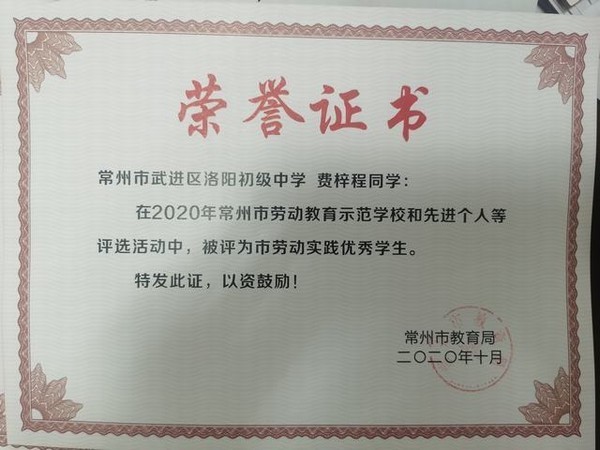 荣誉证书
常州市武进区洛阳初级中学 费梓程同学：
在2020年常州市劳动教育示范学校和先进个人等
评选活动中，被评为市劳动实践优秀学生。
特发此证，以资鼓励！
常州市教育局
二〇二〇年十月